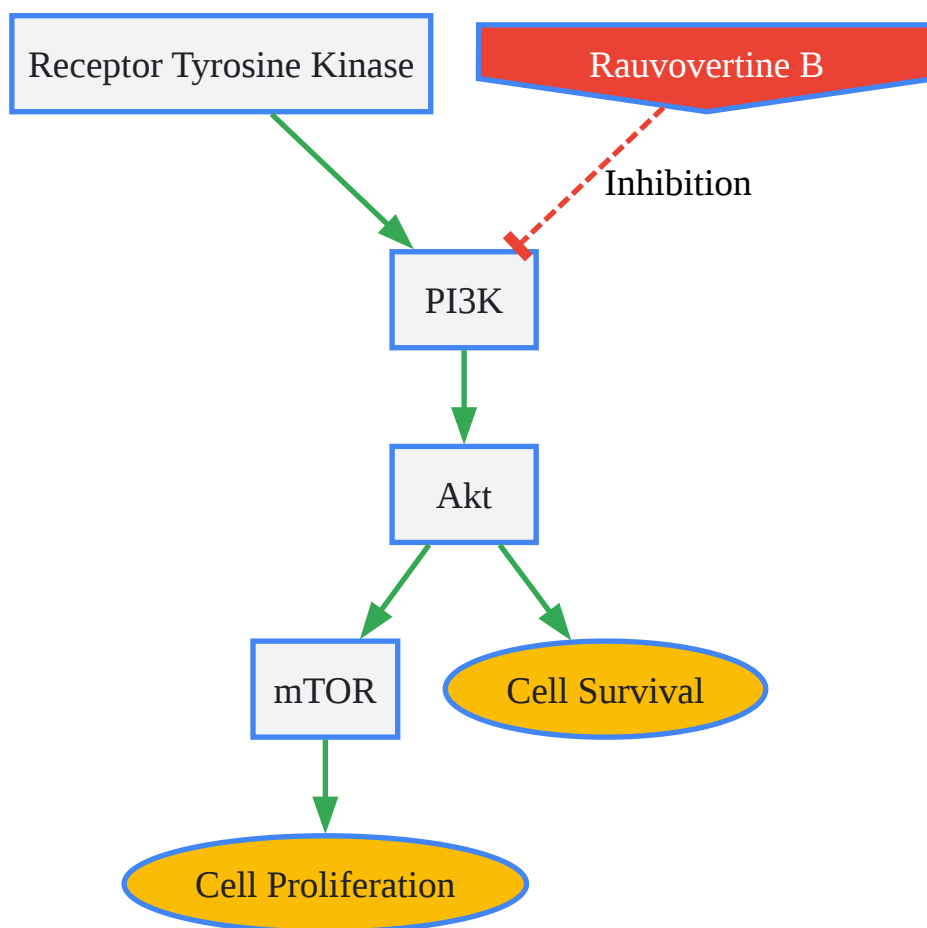 Receptor Tyrosine Kinase
Rauvovertine B
Inhibition
PI3K
Akt
mTOR
Cell Survival
Cell Proliferation